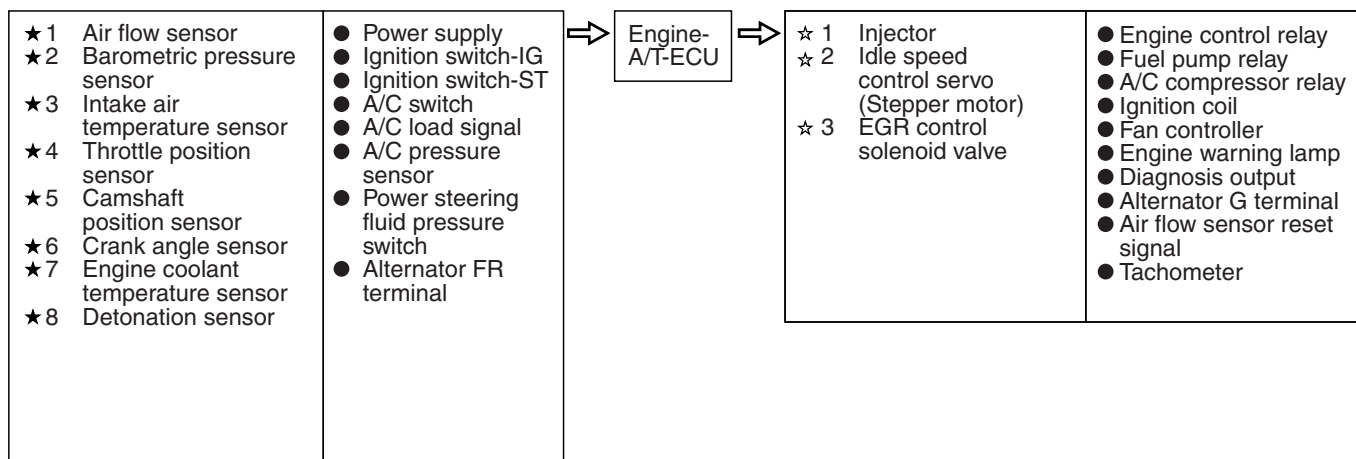 ★1 Air flow sensor
★2 Barometric pressure
sensor
★3 Intake air
temperature sensor
★4 Throttle position
sensor
★5 Camshaft
position sensor
★6 Crank angle sensor
★7 Engine coolant
temperature sensor
★8 Detonation sensor
● Power supply
● Ignition switch-IG
● Ignition switch-ST
● A/C switch
● A/C load signal
● A/C pressure
sensor
● Power steering
fluid pressure
switch
● Alternator FR
terminal
Engine-
A/T-ECU
☆ 1 Injector
☆ 2 Idle speed
control servo
(Stepper motor)
☆ 3 EGR control
solenoid valve
● Engine control relay
● Fuel pump relay
● A/C compressor relay
● Ignition coil
● Fan controller
● Engine warning lamp
● Diagnosis output
● Alternator G terminal
● Air flow sensor reset
signal
● Tachometer